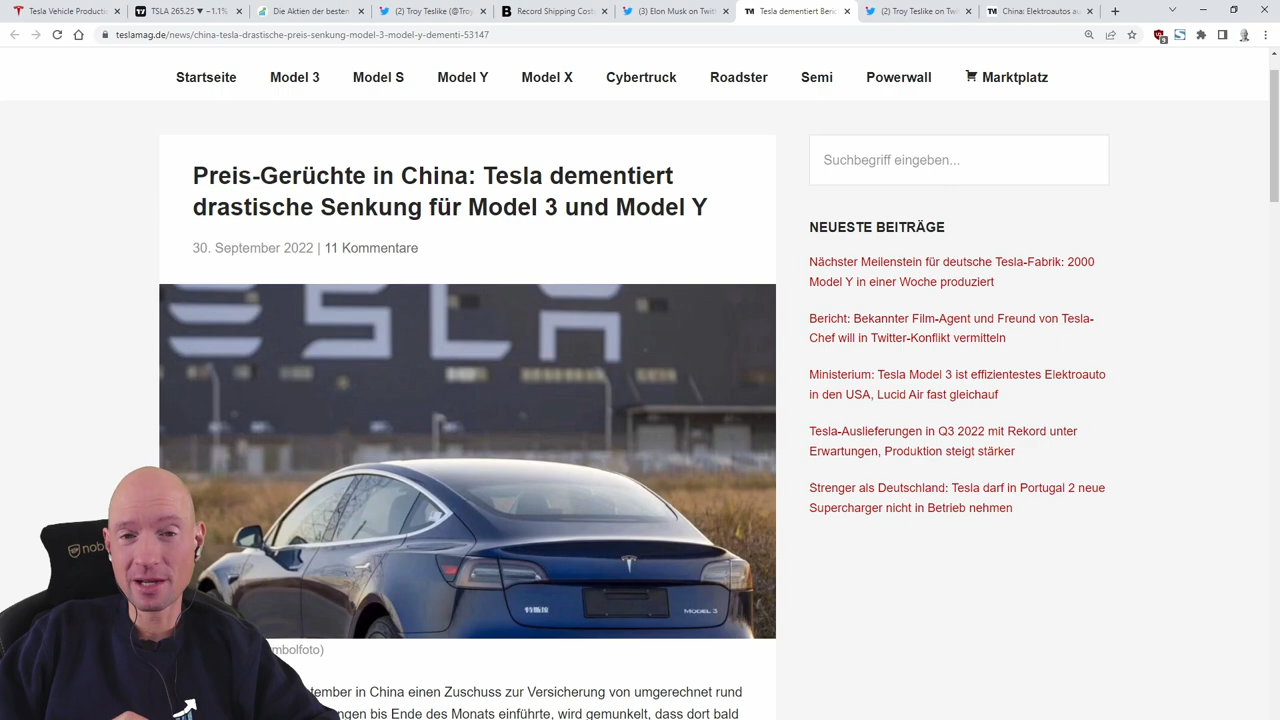 Tesla Vehicle Producti
TSLA 265.25 ▼ −1.1%
Die Aktien der besten
(2) Troy Teslike (@Troy
Record Shipping Costs
(3) Elon Musk on Twitt
Tesla dementiert Beric
(2) Troy Teslike on Twi
China: Elektroautos au
teslamag.de/news/china-tesla-drastische-preis-senkung-model-3-model-y-dementi-53147
Startseite Model 3 Model S Model Y Model X Cybertruck Roadster Semi Powerwall Marktplatz
Preis-Gerüchte in China: Tesla dementiert
drastische Senkung für Model 3 und Model Y
30. September 2022 | 11 Kommentare
MODEL 3
nob
mbolfoto)
tember in China einen Zuschuss zur Versicherung von umgerechnet rund
ngen bis Ende des Monats einführte, wird gemunkelt, dass dort bald
Suchbegriff eingeben...
NEUESTE BEITRÄGE
Nächster Meilenstein für deutsche Tesla-Fabrik: 2000
Model Y in einer Woche produziert
Bericht: Bekannter Film-Agent und Freund von Tesla-
Chef will in Twitter-Konflikt vermitteln
Ministerium: Tesla Model 3 ist effizientestes Elektroauto
in den USA, Lucid Air fast gleichauf
Tesla-Auslieferungen in Q3 2022 mit Rekord unter
Erwartungen, Produktion steigt stärker
Strenger als Deutschland: Tesla darf in Portugal 2 neue
Supercharger nicht in Betrieb nehmen